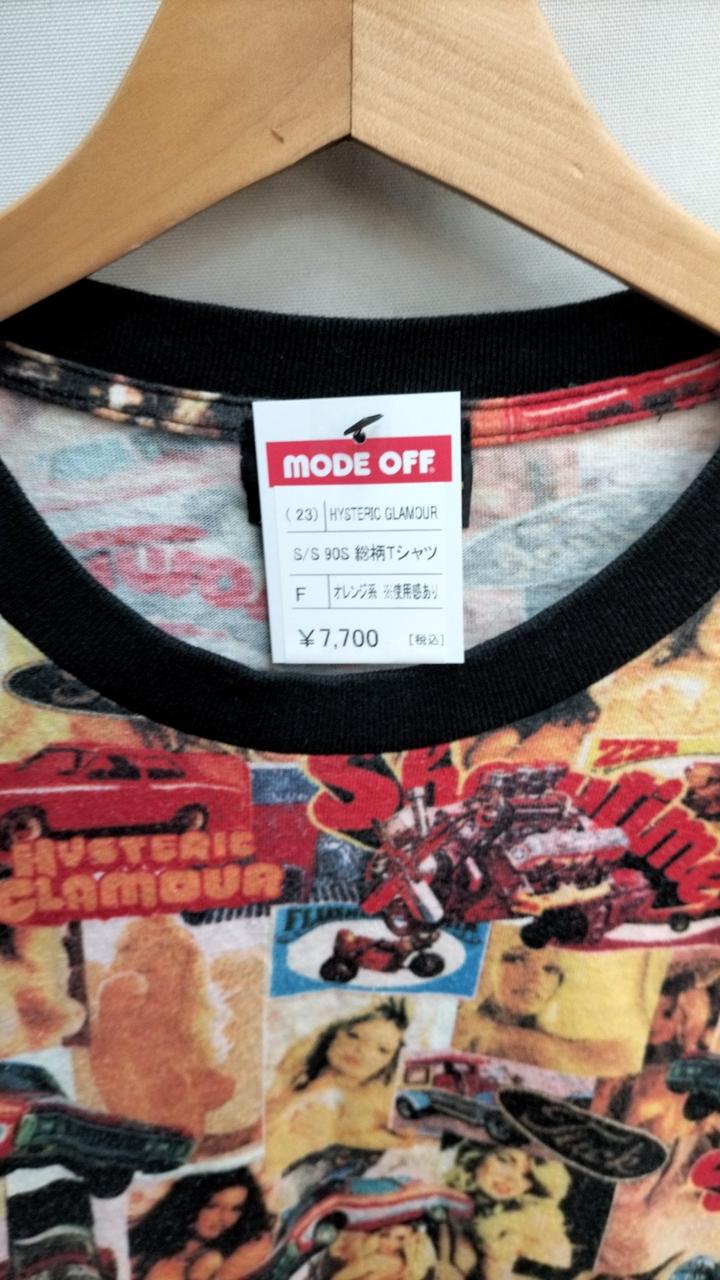 MODE OFF
(23) HYSTERIC GLAMOUR
S/S 90S 総柄Tシャツ
F オレンジ系 ※使用感あり
¥7,700 [税込]
Showtime
HYSTERIC
GLAMOUR